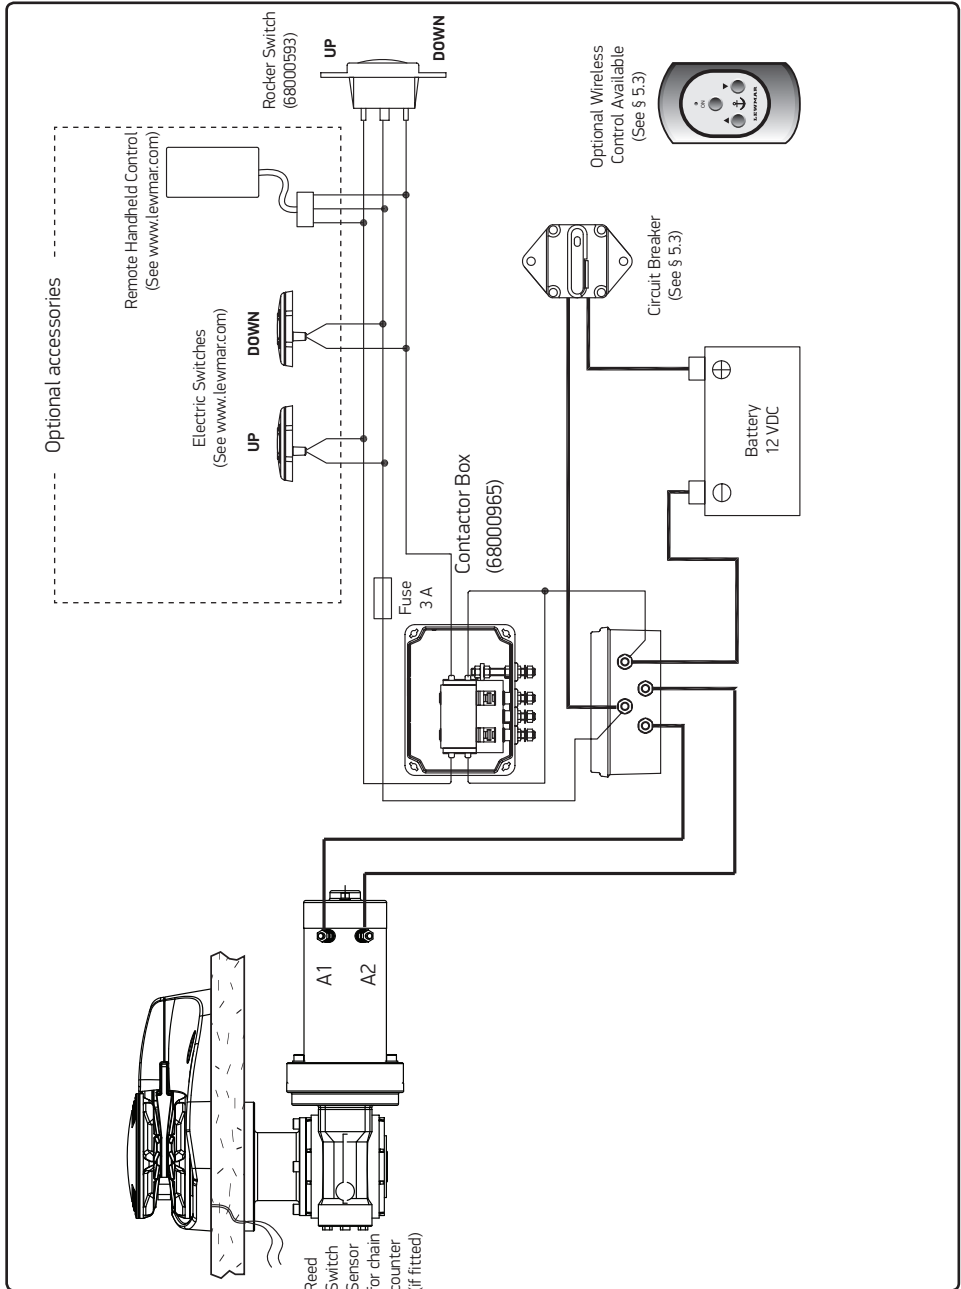 Optional accessories
Remote Handheld Control
(See www.lewmar.com)
Rocker Switch
(68000593)
UP
DOWN
Electric Switches
(See www.lewmar.com)
UP
DOWN
Optional Wireless
Control Available
(See § 5.3)
ON
LEWMAR
Circuit Breaker
(See § 5.3)
Fuse
3 A
Contactor Box
(68000965)
Battery
12 VDC
A1
A2
Reed
Switch
Sensor
for chain
counter
(if fitted)